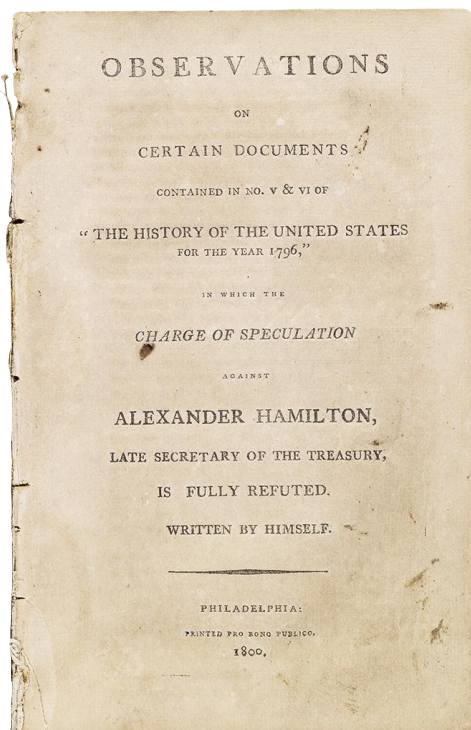 OBSERVATIONS
ON
CERTAIN DOCUMENTS
CONTAINED IN NO. V & VI OF
“ THE HISTORY OF THE UNITED STATES
FOR THE YEAR 1796,”
IN WHICH THE
CHARGE OF SPECULATION
AGAINST
ALEXANDER HAMILTON,
LATE SECRETARY OF THE TREASURY,
IS FULLY REFUTED.
WRITTEN BY HIMSELF.
PHILADELPHIA:
PRINTED PRO BONO PUBLICO.
1800,